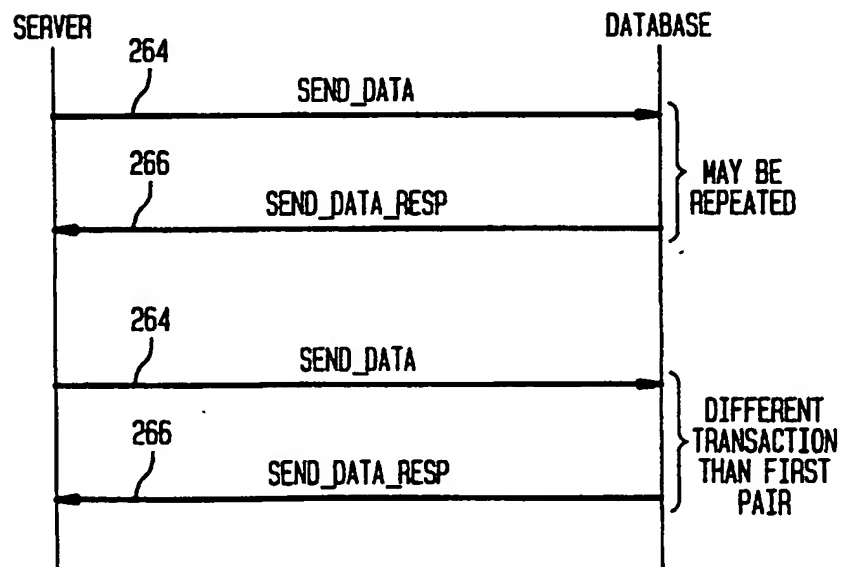 SERVER
DATABASE
264
SEND_DATA
266
SEND_DATA_RESP
MAY BE
REPEATED
264
SEND_DATA
266
SEND_DATA_RESP
DIFFERENT
TRANSACTION
THAN FIRST
PAIR